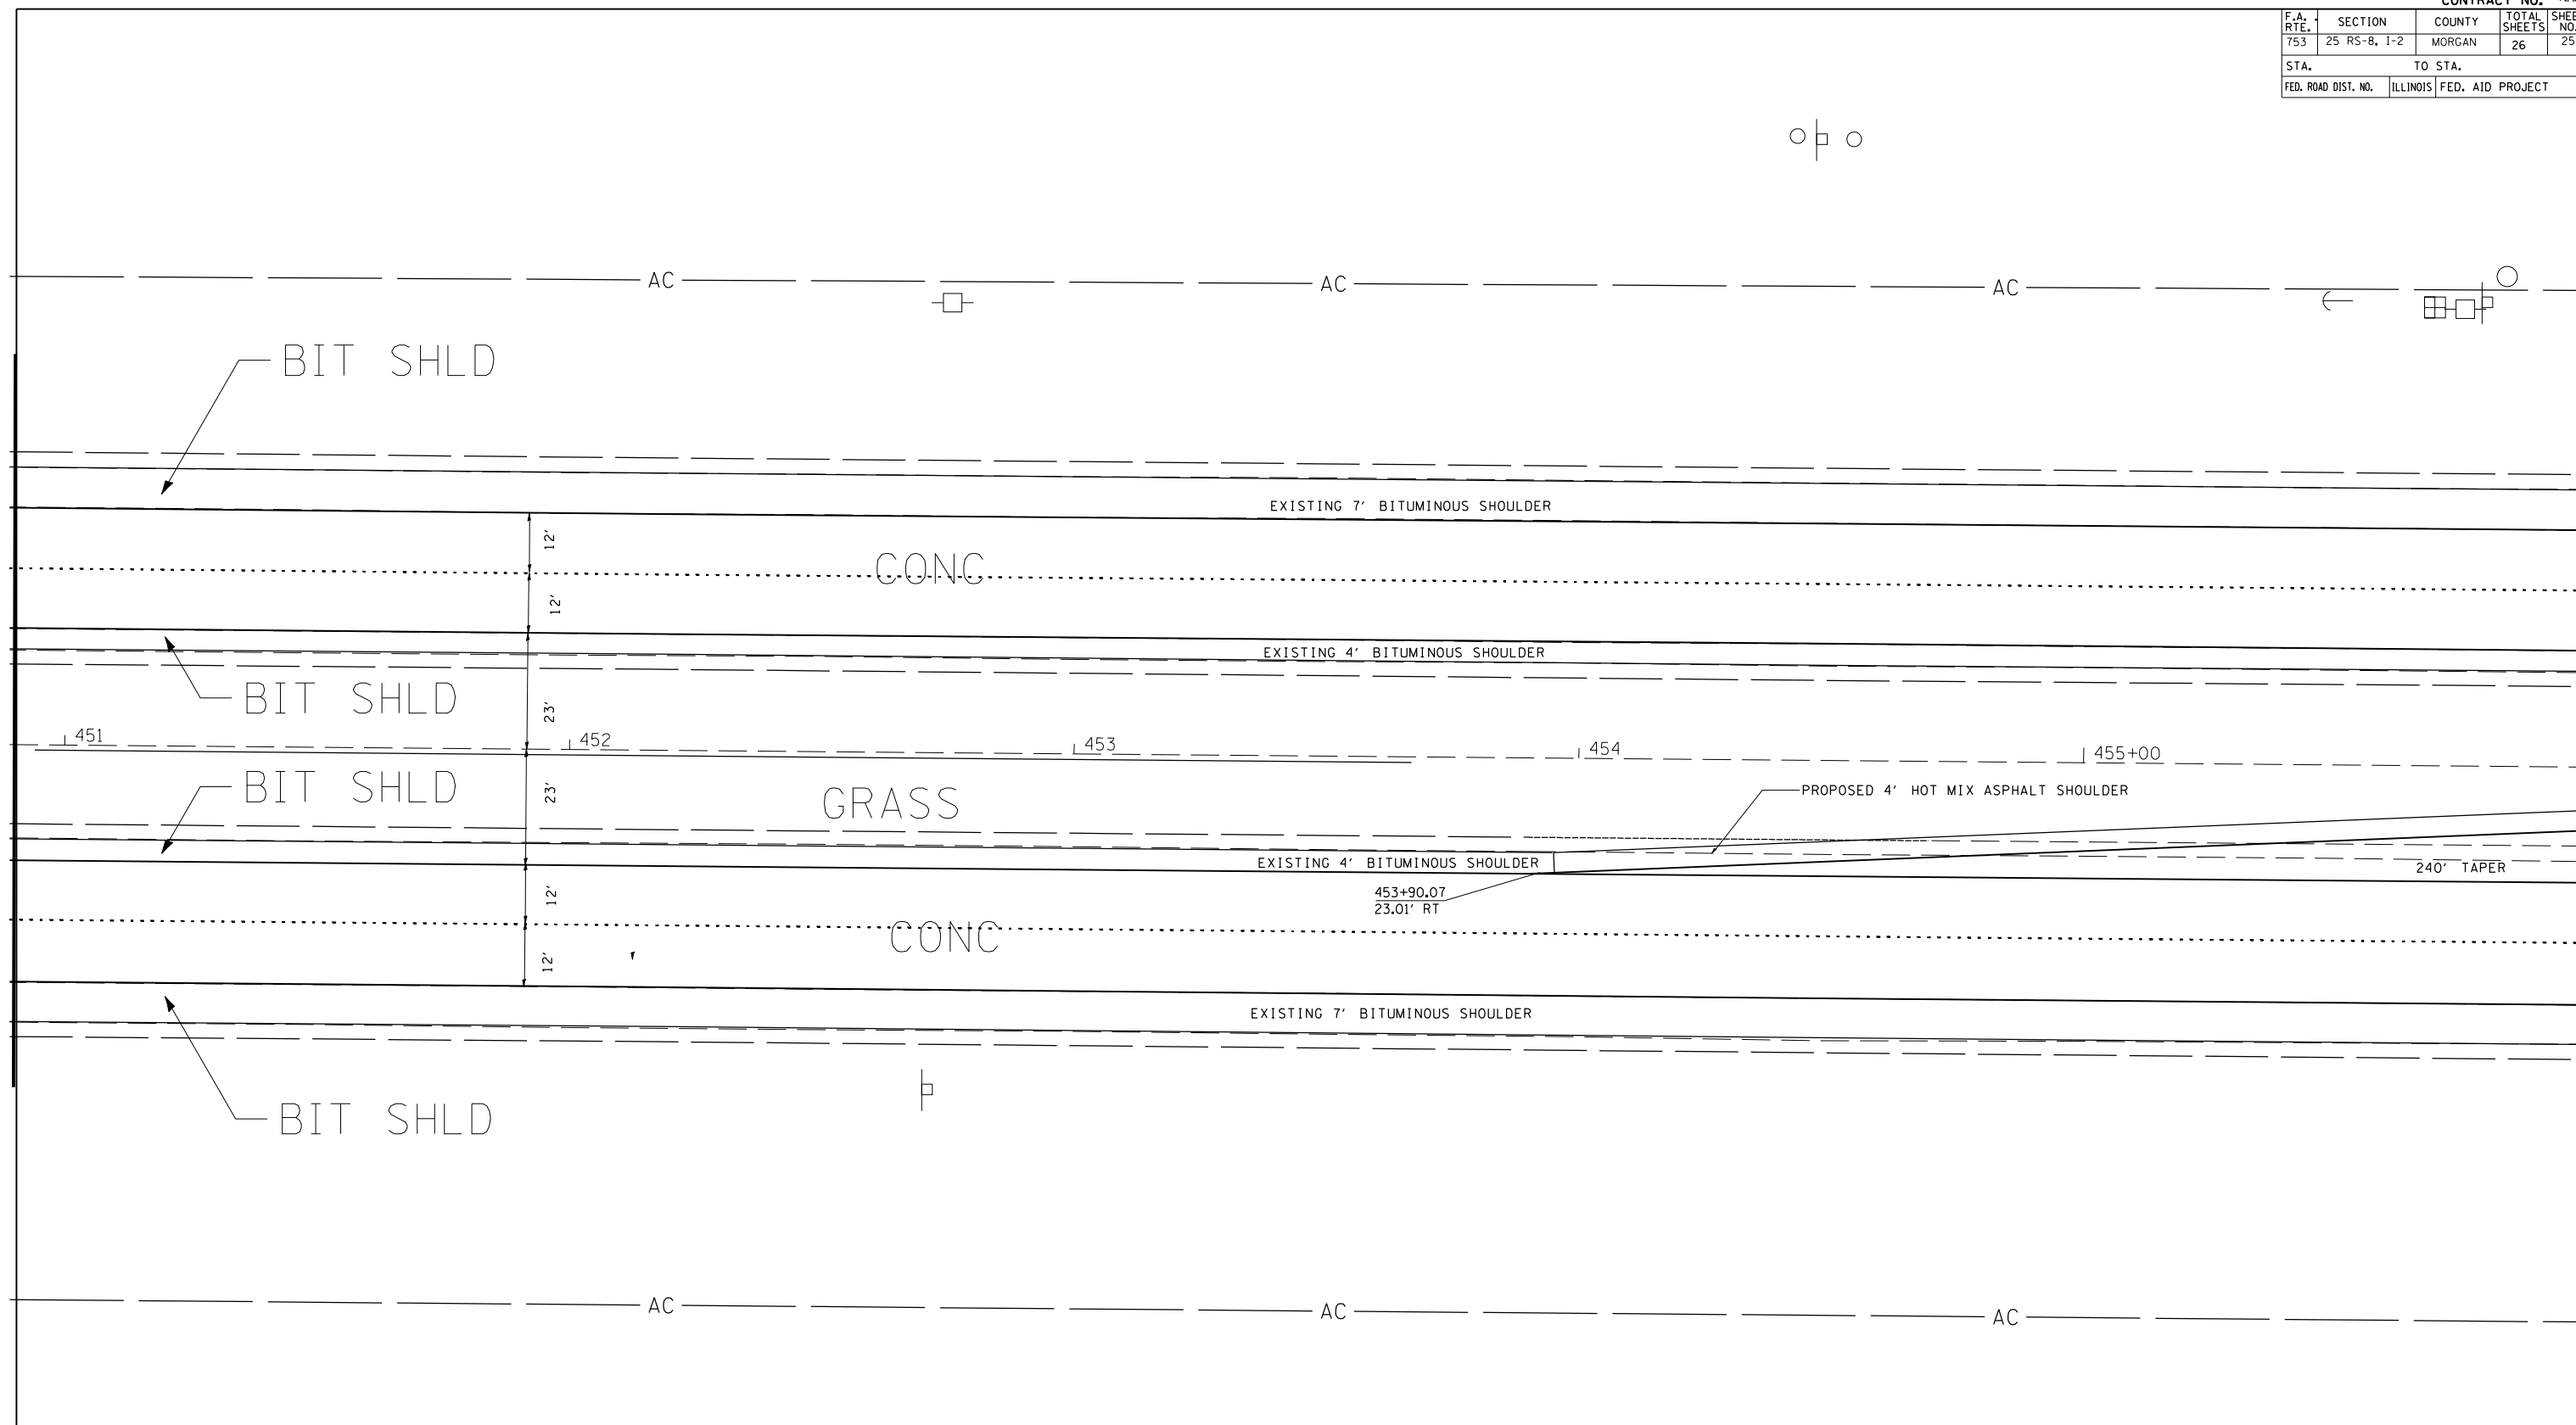 CONTRACT NO.
F.A. RTE. SECTION COUNTY TOTAL SHEETS
753 25 RS-8, I-2 MORGAN 26 25
STA. TO STA.
FED. ROAD DIST. NO. ILLINOIS FED. AID PROJECT
AC AC AC
BIT SHLD
EXISTING 7' BITUMINOUS SHOULDER
12'
CONC
12'
EXISTING 4' BITUMINOUS SHOULDER
BIT SHLD
23'
451 452 453 454 455+00
BIT SHLD
23'
GRASS
PROPOSED 4' HOT MIX ASPHALT SHOULDER
EXISTING 4' BITUMINOUS SHOULDER
240' TAPER
12'
453+90.07
23.01' RT
CONC
12'
EXISTING 7' BITUMINOUS SHOULDER
BIT SHLD
AC AC AC